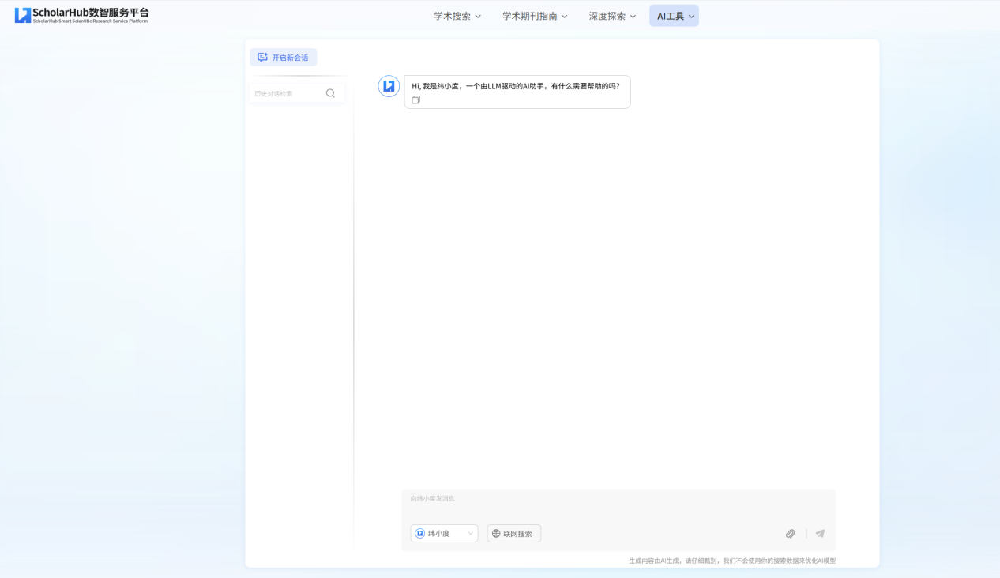 ScholarHub数智服务平台
ScholarHub Smart Scientific Research Service Platform
学术搜索
学术期刊指南
深度探索
AI工具
开启新会话
历史对话检索
Hi, 我是纬小度，一个由LLM驱动的AI助手，有什么需要帮助的吗?
向纬小度发消息
纬小度
联网搜索
生成内容由AI生成，请仔细甄别，我们不会使用你的搜索数据来优化AI模型